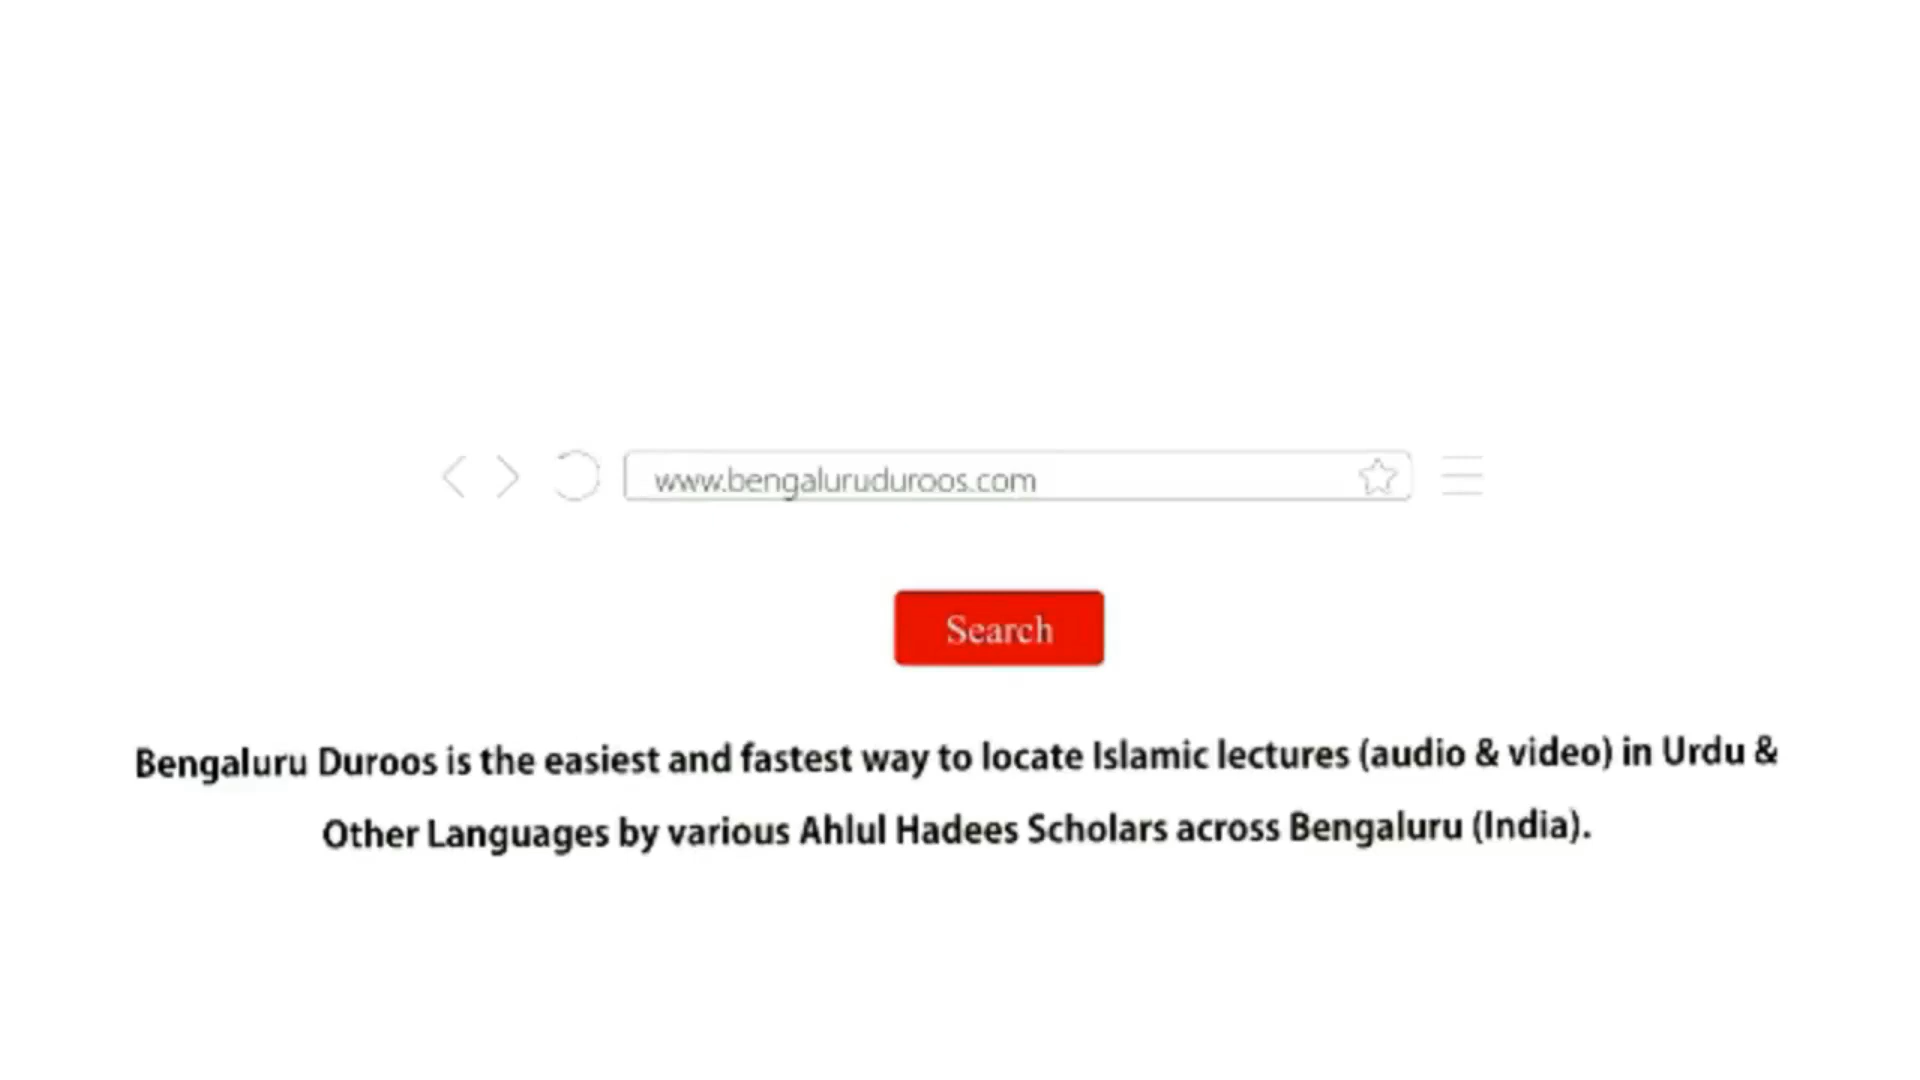 www.bengaluruduroos.com
Search
Bengaluru Duroos is the easiest and fastest way to locate Islamic lectures (audio & video) in Urdu &
Other Languages by various Ahlul Hadees Scholars across Bengaluru (India).